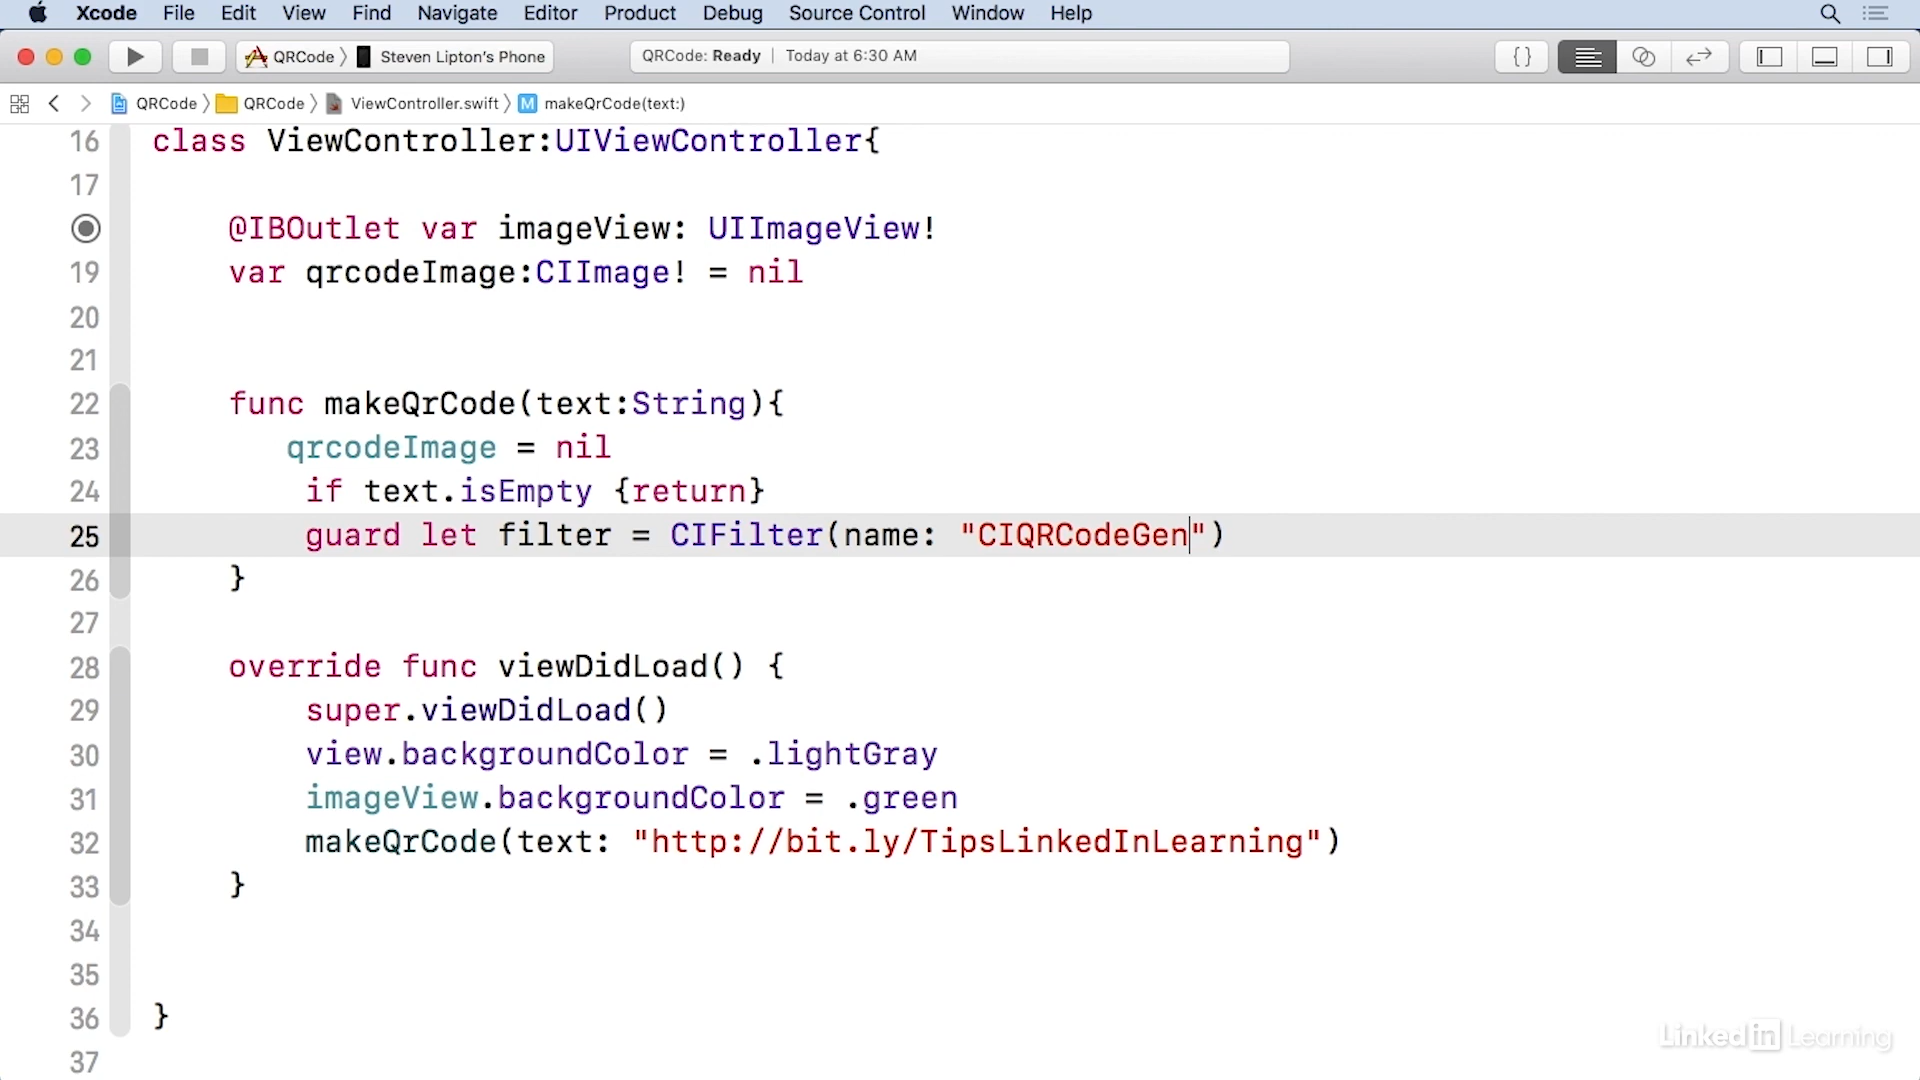 Xcode File Edit View Find Navigate Editor Product Debug Source Control Window Help
QRCode Steven Lipton's Phone QRCode: Ready Today at 6:30 AM { }
QRCode QRCode ViewController.swift M makeQrCode(text:)
16 class ViewController:UIViewController{
17
@IBOutlet var imageView: UIImageView!
19 var qrcodeImage:CIImage! = nil
20
21
22 func makeQrCode(text:String){
23 qrcodeImage = nil
24 if text.isEmpty {return}
25 guard let filter = CIFilter(name: "CIQRCodeGen")
26 }
27
28 override func viewDidLoad() {
29 super.viewDidLoad()
30 view.backgroundColor = .lightGray
31 imageView.backgroundColor = .green
32 makeQrCode(text: "http://bit.ly/TipsLinkedInLearning")
33 }
34
35
36 }
37
Linked in Learning